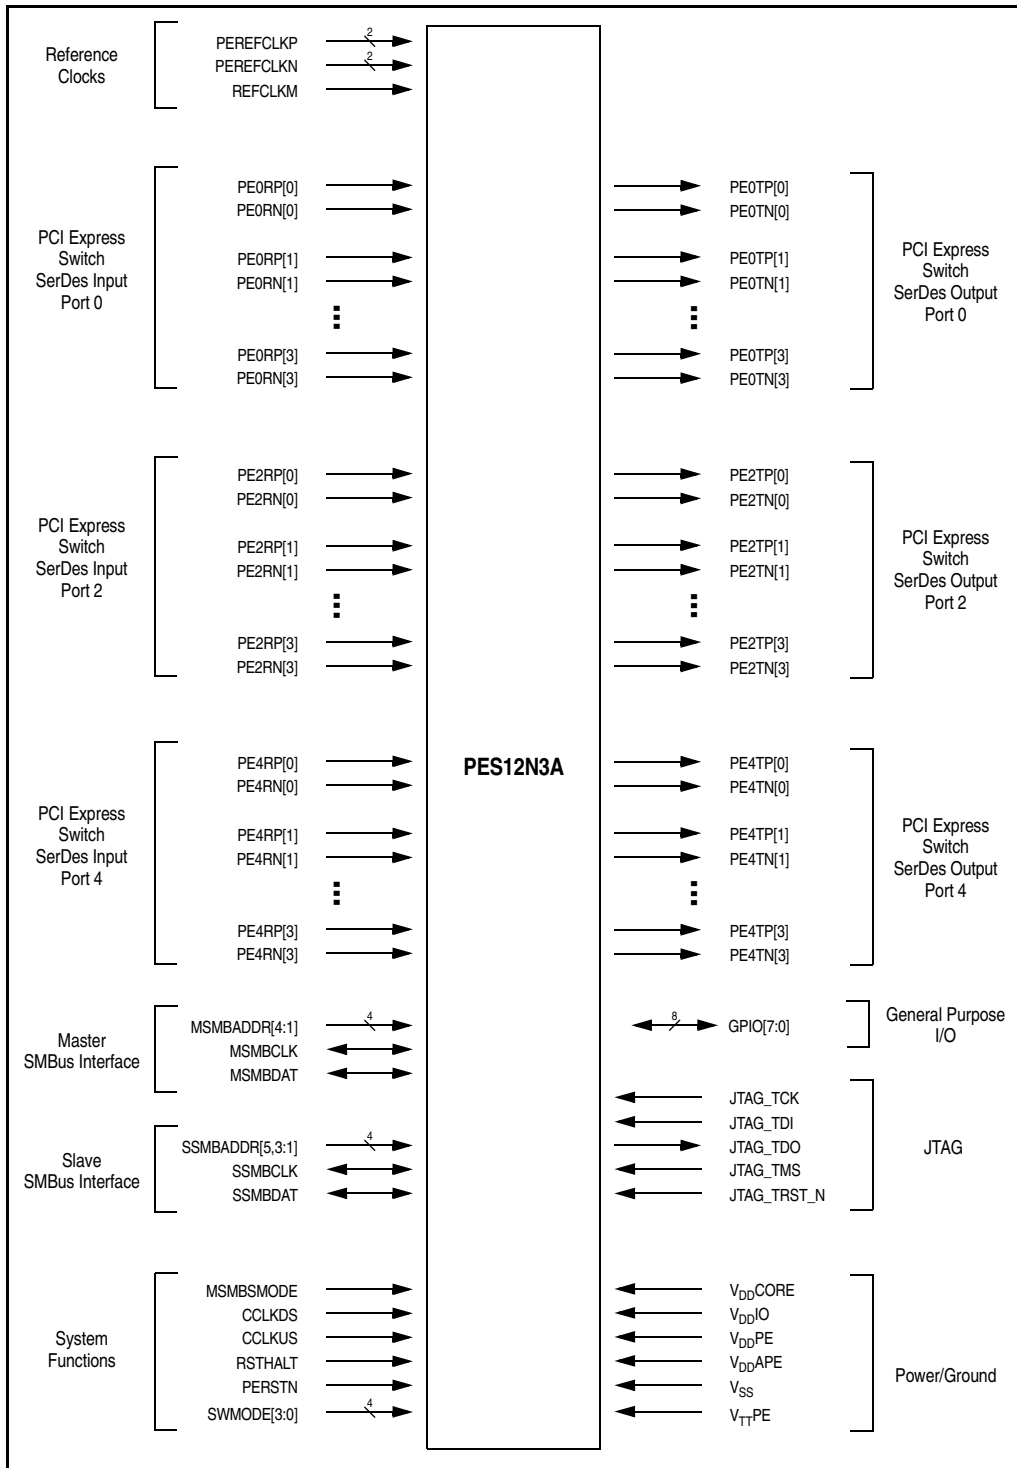 Reference
Clocks
PEREFCLKP
2
PEREFCLKN
2
REFCLKM
PCI Express
Switch
SerDes Input
Port 0
PE0RP[0]
PE0RN[0]
PE0RP[1]
PE0RN[1]
PE0RP[3]
PE0RN[3]
PE0TP[0]
PE0TN[0]
PE0TP[1]
PE0TN[1]
PE0TP[3]
PE0TN[3]
PCI Express
Switch
SerDes Output
Port 0
PCI Express
Switch
SerDes Input
Port 2
PE2RP[0]
PE2RN[0]
PE2RP[1]
PE2RN[1]
PE2RP[3]
PE2RN[3]
PE2TP[0]
PE2TN[0]
PE2TP[1]
PE2TN[1]
PE2TP[3]
PE2TN[3]
PCI Express
Switch
SerDes Output
Port 2
PES12N3A
PCI Express
Switch
SerDes Input
Port 4
PE4RP[0]
PE4RN[0]
PE4RP[1]
PE4RN[1]
PE4RP[3]
PE4RN[3]
PE4TP[0]
PE4TN[0]
PE4TP[1]
PE4TN[1]
PE4TP[3]
PE4TN[3]
PCI Express
Switch
SerDes Output
Port 4
Master
SMBus Interface
MSMBADDR[4:1]
4
MSMBCLK
MSMBDAT
8
GPIO[7:0]
General Purpose
I/O
Slave
SMBus Interface
SSMBADDR[5,3:1]
4
SSMBCLK
SSMBDAT
JTAG_TCK
JTAG_TDI
JTAG_TDO
JTAG_TMS
JTAG_TRST_N
JTAG
System
Functions
MSMBSMODE
CCLKDS
CCLKUS
RSTHALT
PERSTN
SWMODE[3:0]
4
VDDCORE
VDDIO
VDDPE
VDDAPE
VSS
VTTPE
Power/Ground